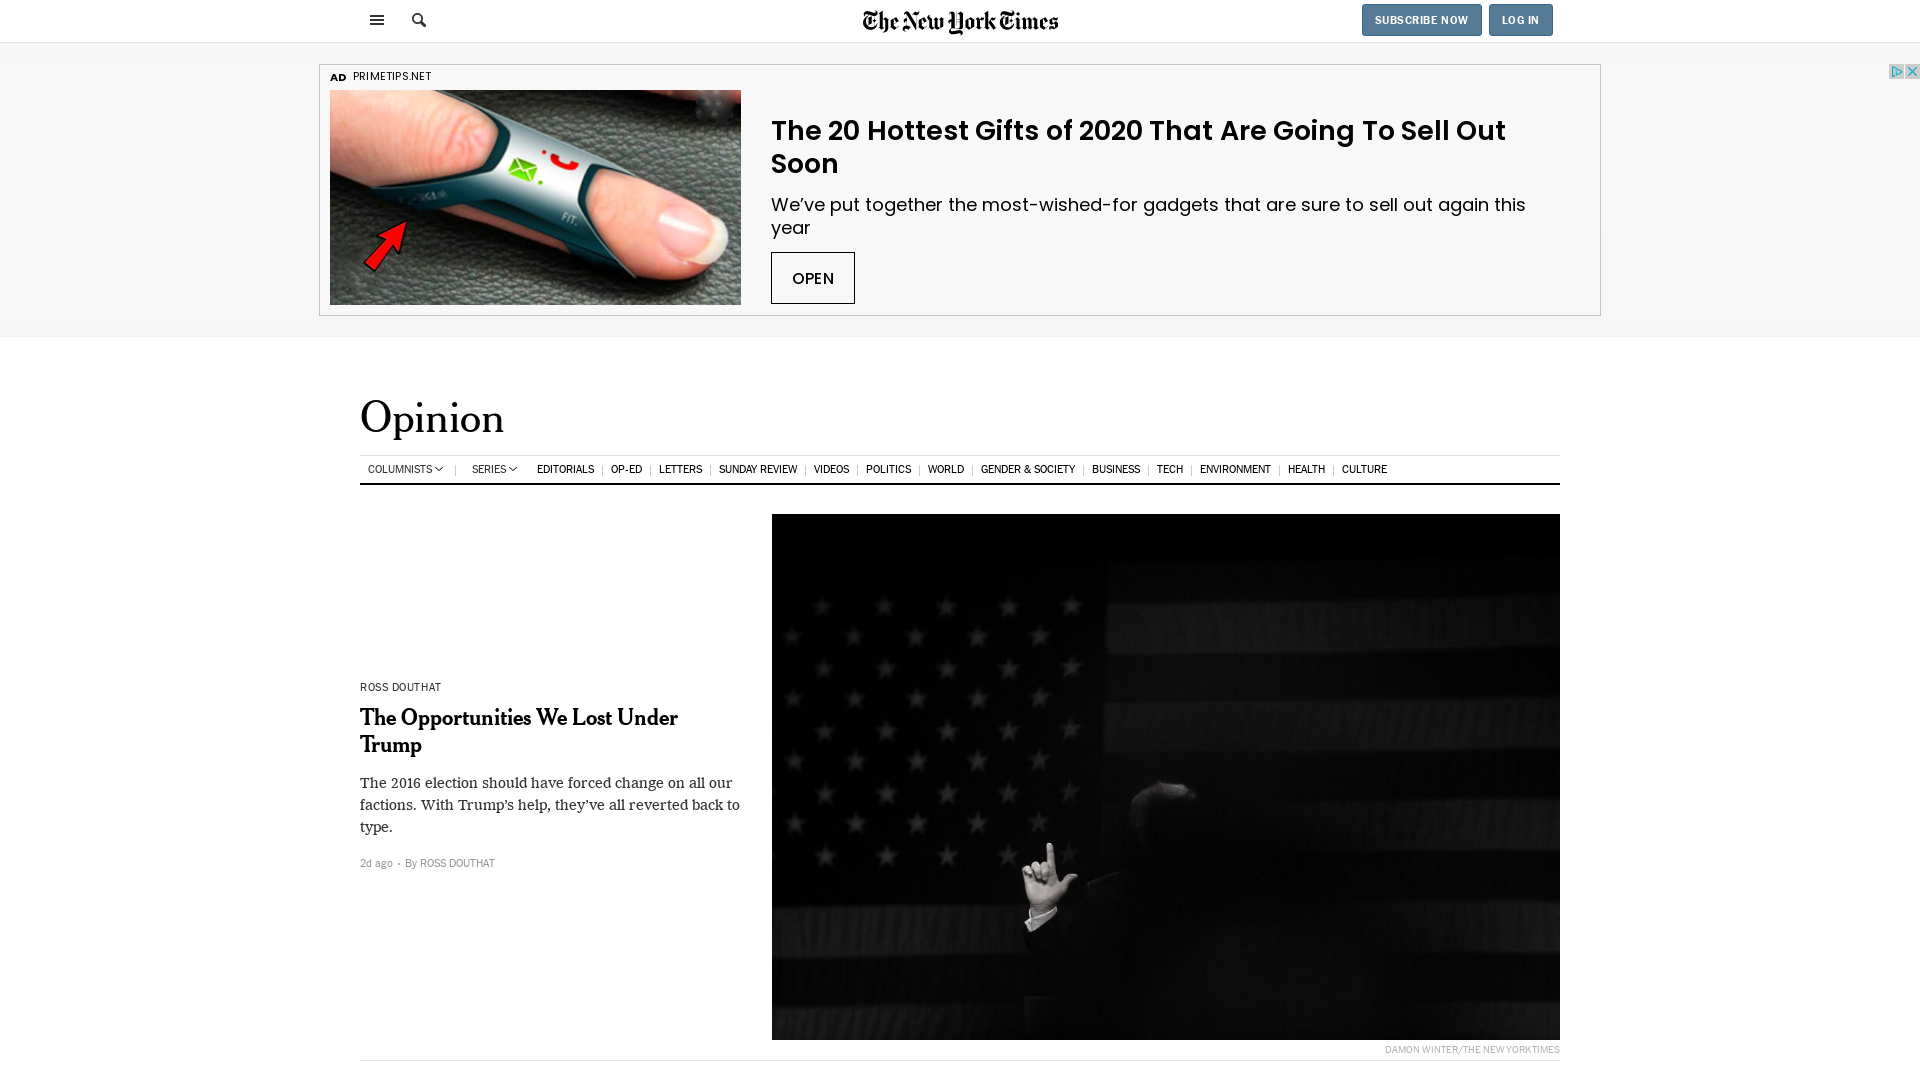 The New York Times
SUBSCRIBE NOW
LOG IN
AD PRIMETIPS.NET
FIT.
The 20 Hottest Gifts of 2020 That Are Going To Sell Out
Soon
We’ve put together the most-wished-for gadgets that are sure to sell out again this
year
OPEN
Opinion
COLUMNISTS SERIES EDITORIALS OP-ED LETTERS SUNDAY REVIEW VIDEOS POLITICS WORLD GENDER & SOCIETY BUSINESS TECH ENVIRONMENT HEALTH CULTURE
ROSS DOUTHAT
The Opportunities We Lost Under
Trump
The 2016 election should have forced change on all our
factions. With Trump’s help, they’ve all reverted back to
type.
2d ago • By ROSS DOUTHAT
DAMON WINTER/THE NEW YORK TIMES